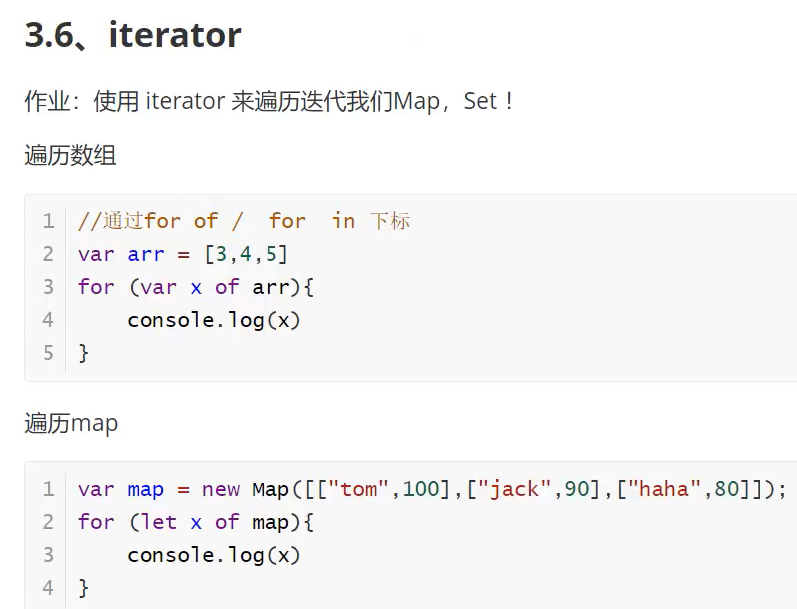 3.6、iterator
作业：使用 iterator 来遍历迭代我们Map，Set！
遍历数组
1 //通过for of /  for  in 下标
2 var arr = [3,4,5]
3 for (var x of arr){
4     console.log(x)
5 }
遍历map
1 var map = new Map([["tom",100],["jack",90],["haha",80]]);
2 for (let x of map){
3     console.log(x)
4 }